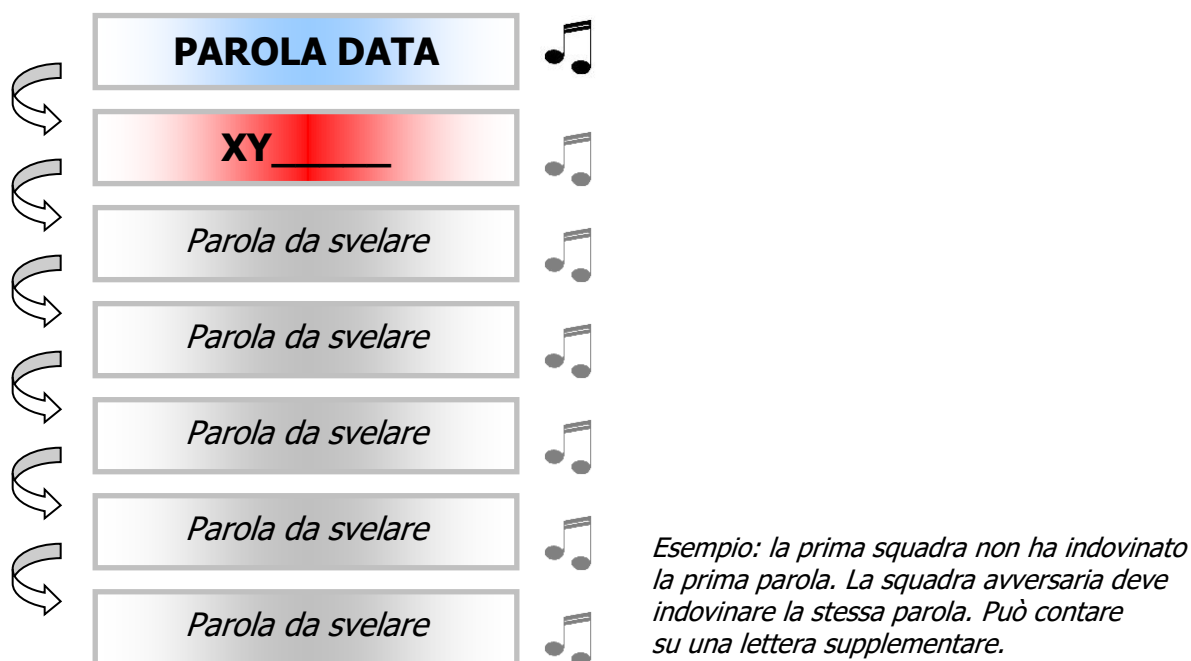 PAROLA DATA
XY______
Parola da svelare
Parola da svelare
Parola da svelare
Parola da svelare
Parola da svelare
Esempio: la prima squadra non ha indovinato
la prima parola. La squadra avversaria deve
indovinare la stessa parola. Può contare
su una lettera supplementare.